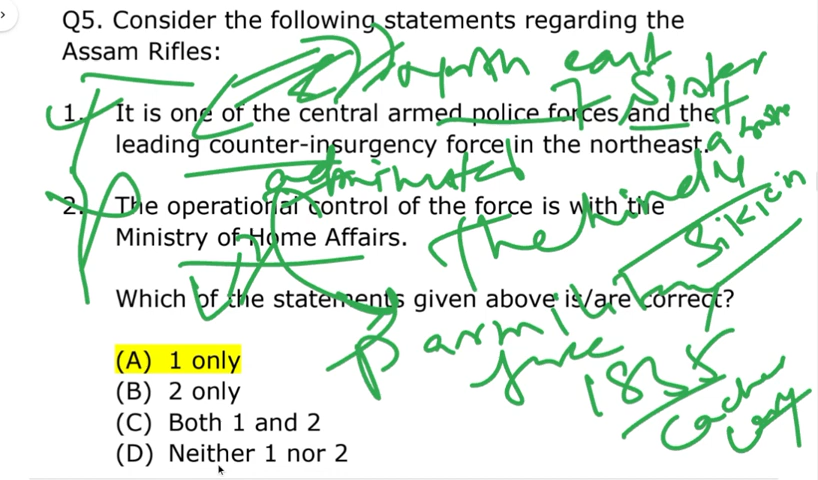 Q5. Consider the following statements regarding the
Assam Rifles:
north east
7 Sister
1. It is one of the central armed police forces and the
leading counter-insurgency force in the northeast.
administrated
2. The operational control of the force is with the
Ministry of Home Affairs.
The hindu
Sikicin
Which of the statements given above is/are correct?
force
1835
Cachar
(A) 1 only
(B) 2 only
(C) Both 1 and 2
(D) Neither 1 nor 2